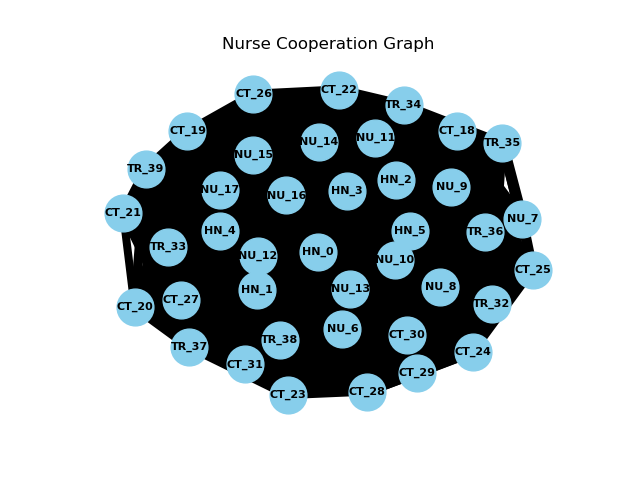 Nurse Cooperation Graph
CT_22
CT_26
TR_34
CT_19
CT_18
NU_11
NU_14
TR_35
NU_15
TR_39
HN_2
NU_9
NU_17
HN_3
NU_16
CT_21
NU_7
HN_4
HN_5
TR_36
TR_33
HN_0
NU_12
NU_10
CT_25
NU_8
NU_13
HN_1
CT_27
TR_32
CT_20
NU_6
CT_30
TR_38
TR_37
CT_24
CT_31
CT_29
CT_28
CT_23